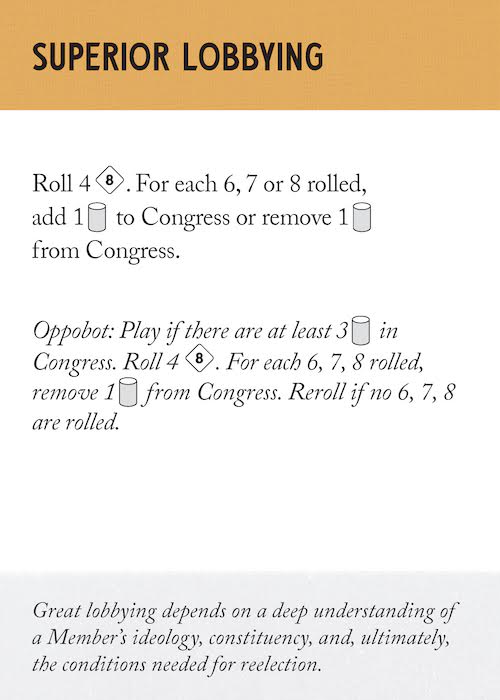 SUPERIOR LOBBYING
Roll 4 8. For each 6, 7 or 8 rolled,
add 1 to Congress or remove 1
from Congress.
Oppobot: Play if there are at least 3 in
Congress. Roll 4 8. For each 6, 7, 8 rolled,
remove 1 from Congress. Reroll if no 6, 7, 8
are rolled.
Great lobbying depends on a deep understanding of
a Member's ideology, constituency, and, ultimately,
the conditions needed for reelection.